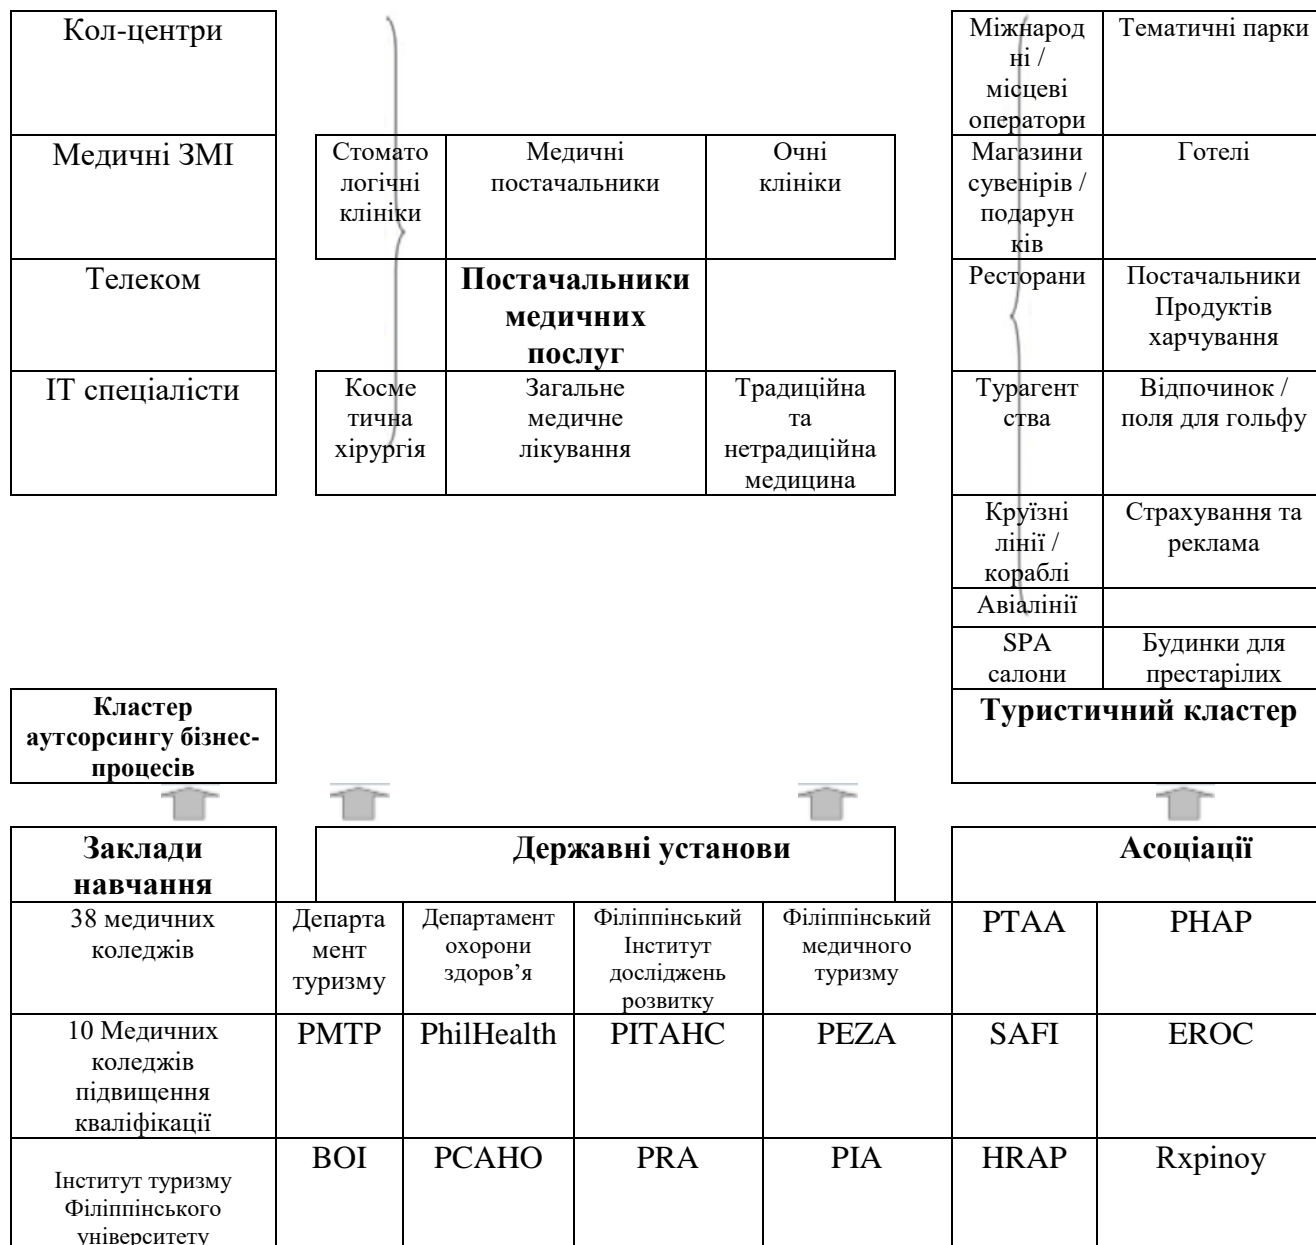 Кол-центри
Міжнарод
ні /
місцеві
оператори
Тематичні парки
Медичні ЗМІ
Стомато
логічні
клініки
Медичні
постачальники
Очні
клініки
Магазини
сувенірів /
подарун
ків
Готелі
Телеком
Постачальники
медичних
послуг
Ресторани
Постачальники
Продуктів
харчування
ІТ спеціалісти
Косме
тична
хірургія
Загальне
медичне
лікування
Традиційна
та
нетрадиційна
медицина
Турагент
ства
Відпочинок /
поля для гольфу
Круїзні
лінії /
кораблі
Страхування та
реклама
Авіалінії
SPA
салони
Будинки для
престарілих
Кластер
аутсорсингу бізнес-
процесів
Туристичний кластер
Заклади
навчання
Державні установи
Асоціації
38 медичних
коледжів
Департа
мент
туризму
Департамент
охорони
здоров’я
Філіппінський
Інститут
досліджень
розвитку
Філіппінський
медичного
туризму
PTAA
PHAP
10 Медичних
коледжів
підвищення
кваліфікації
PMTP
PhilHealth
PITAHC
PEZA
SAFI
EROC
Інститут туризму
Філіппінського
університету
BOI
PCAHO
PRA
PIA
HRAP
Rxpinoy